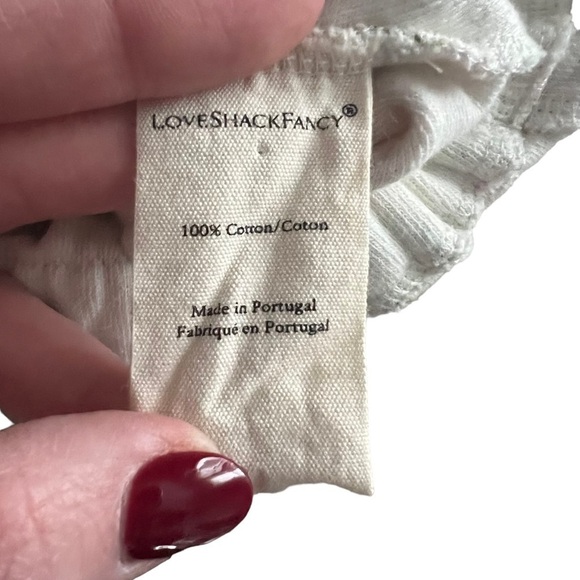 LOVESHACKFANCY®
100% Cotton/Coton
Made in Portugal
Fabriqué en Portugal